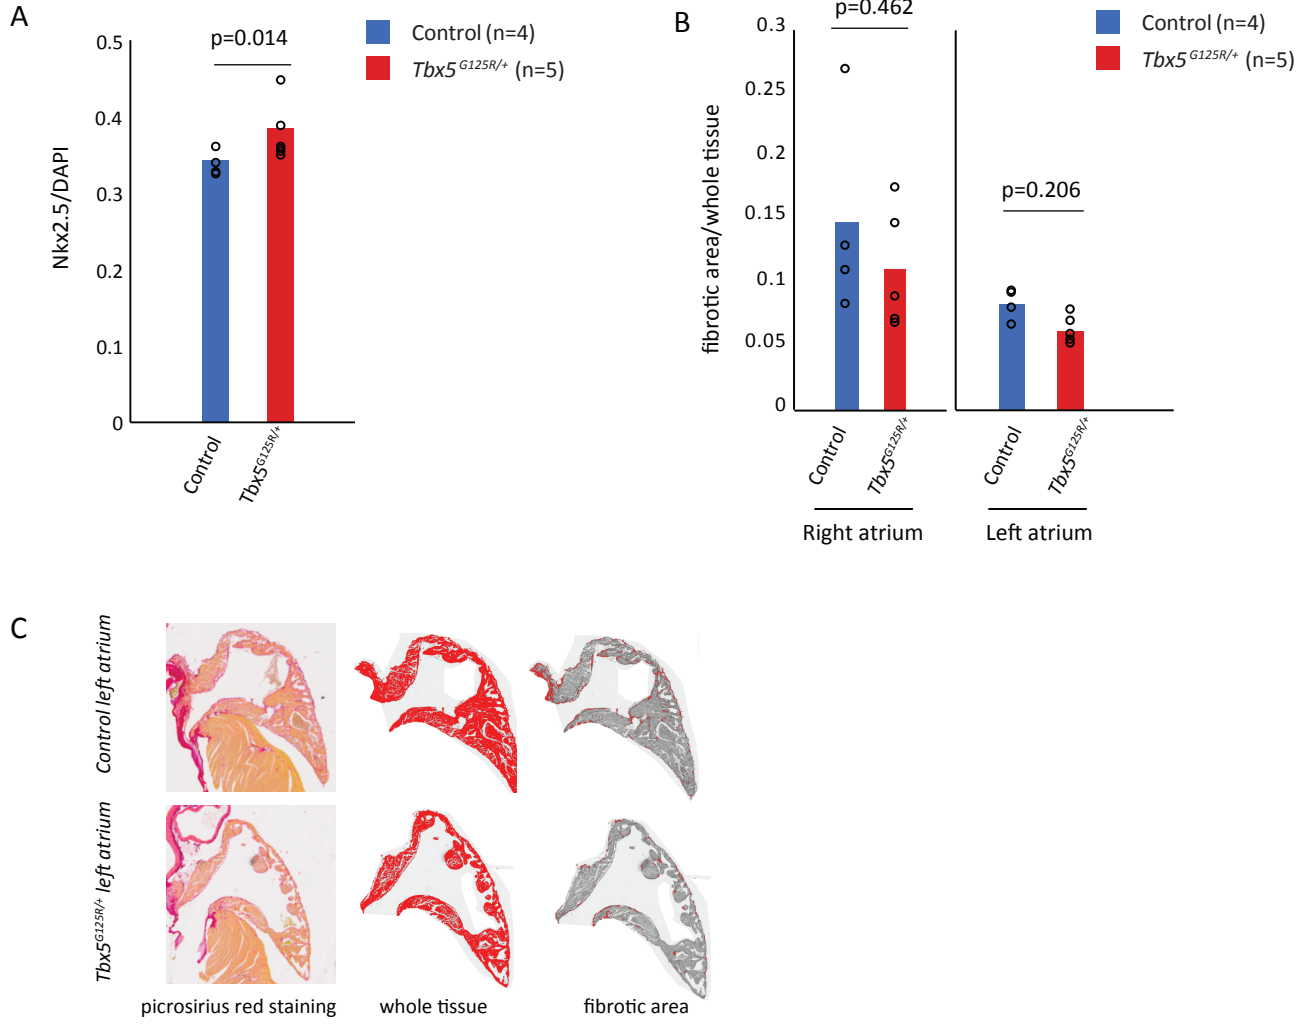 A
0.5
0.4
0.3
0.2
0.1
0
Nkx2.5/DAPI
p=0.014
Control (n=4)
Tbx5G125R/+ (n=5)
Control
Tbx5G125R/+
B
0.3
0.25
0.2
0.15
0.1
0.05
0
fibrotic area/whole tissue
p=0.462
p=0.206
Control (n=4)
Tbx5G125R/+ (n=5)
Control
Tbx5G125R/+
Control
Tbx5G125R/+
Right atrium
Left atrium
C
Control left atrium
Tbx5G125R/+ left atrium
picrosirius red staining
whole tissue
fibrotic area